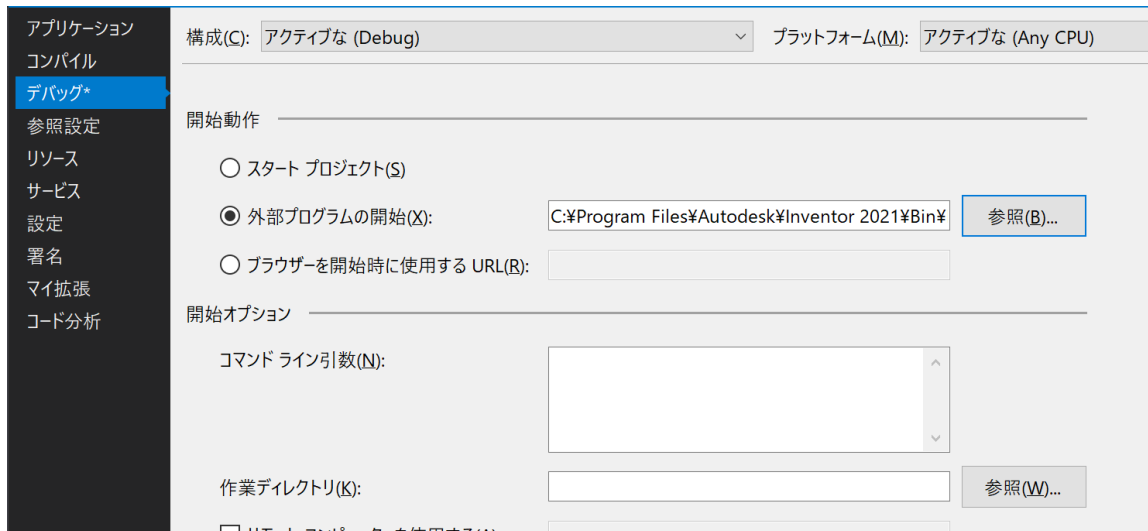 アプリケーション
コンパイル
デバッグ*
参照設定
リソース
サービス
設定
署名
マイ拡張
コード分析
構成(C): アクティブな (Debug) プラットフォーム(M): アクティブな (Any CPU)
開始動作
スタート プロジェクト(S)
外部プログラムの開始(X): C:¥Program Files¥Autodesk¥Inventor 2021¥Bin¥ 参照(B)...
ブラウザーを開始時に使用する URL(R):
開始オプション
コマンド ライン引数(N):
作業ディレクトリ(K): 参照(W)...